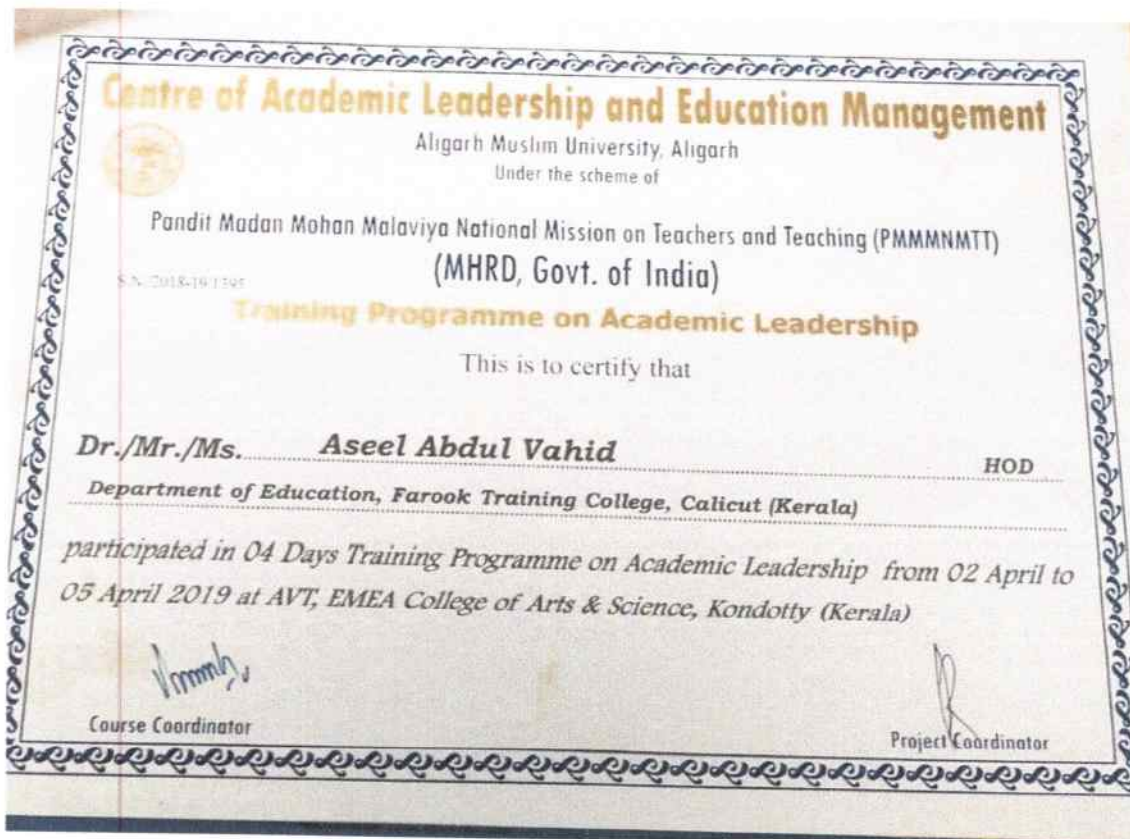 Centre of Academic Leadership and Education Management
Aligarh Muslim University, Aligarh
Under the scheme of
Pandit Madan Mohan Malaviya National Mission on Teachers and Teaching (PMMMNMTT)
(MHRD, Govt. of India)
S.N. 2018-19/1395
Training Programme on Academic Leadership
This is to certify that
Dr./Mr./Ms. Aseel Abdul Vahid HOD
Department of Education, Farook Training College, Calicut (Kerala)
participated in 04 Days Training Programme on Academic Leadership from 02 April to
05 April 2019 at AVT, EMEA College of Arts & Science, Kondotty (Kerala)
Course Coordinator
Project Coordinator